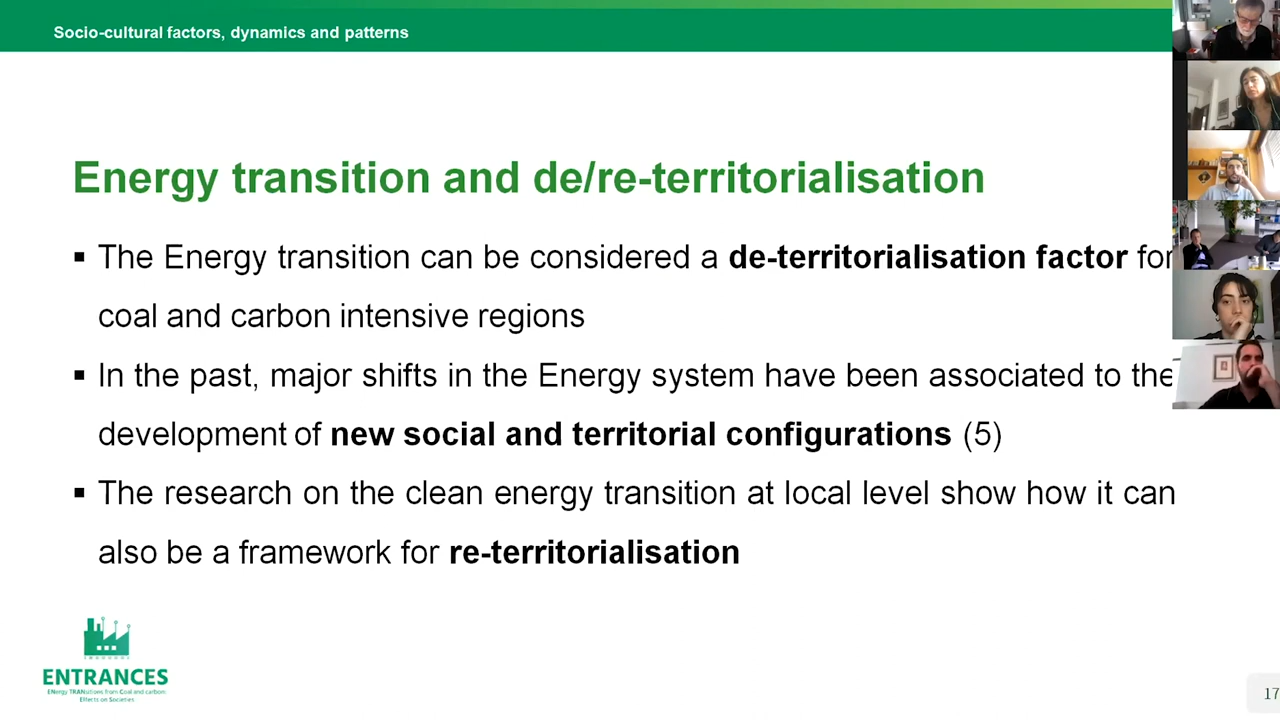 Socio-cultural factors, dynamics and patterns
Energy transition and de/re-territorialisation
▪ The Energy transition can be considered a de-territorialisation factor for
coal and carbon intensive regions
▪ In the past, major shifts in the Energy system have been associated to the
development of new social and territorial configurations (5)
▪ The research on the clean energy transition at local level show how it can
also be a framework for re-territorialisation
ENTRANCES
ENergy TRANsitions from Coal and carbon
Effects on Societies
17